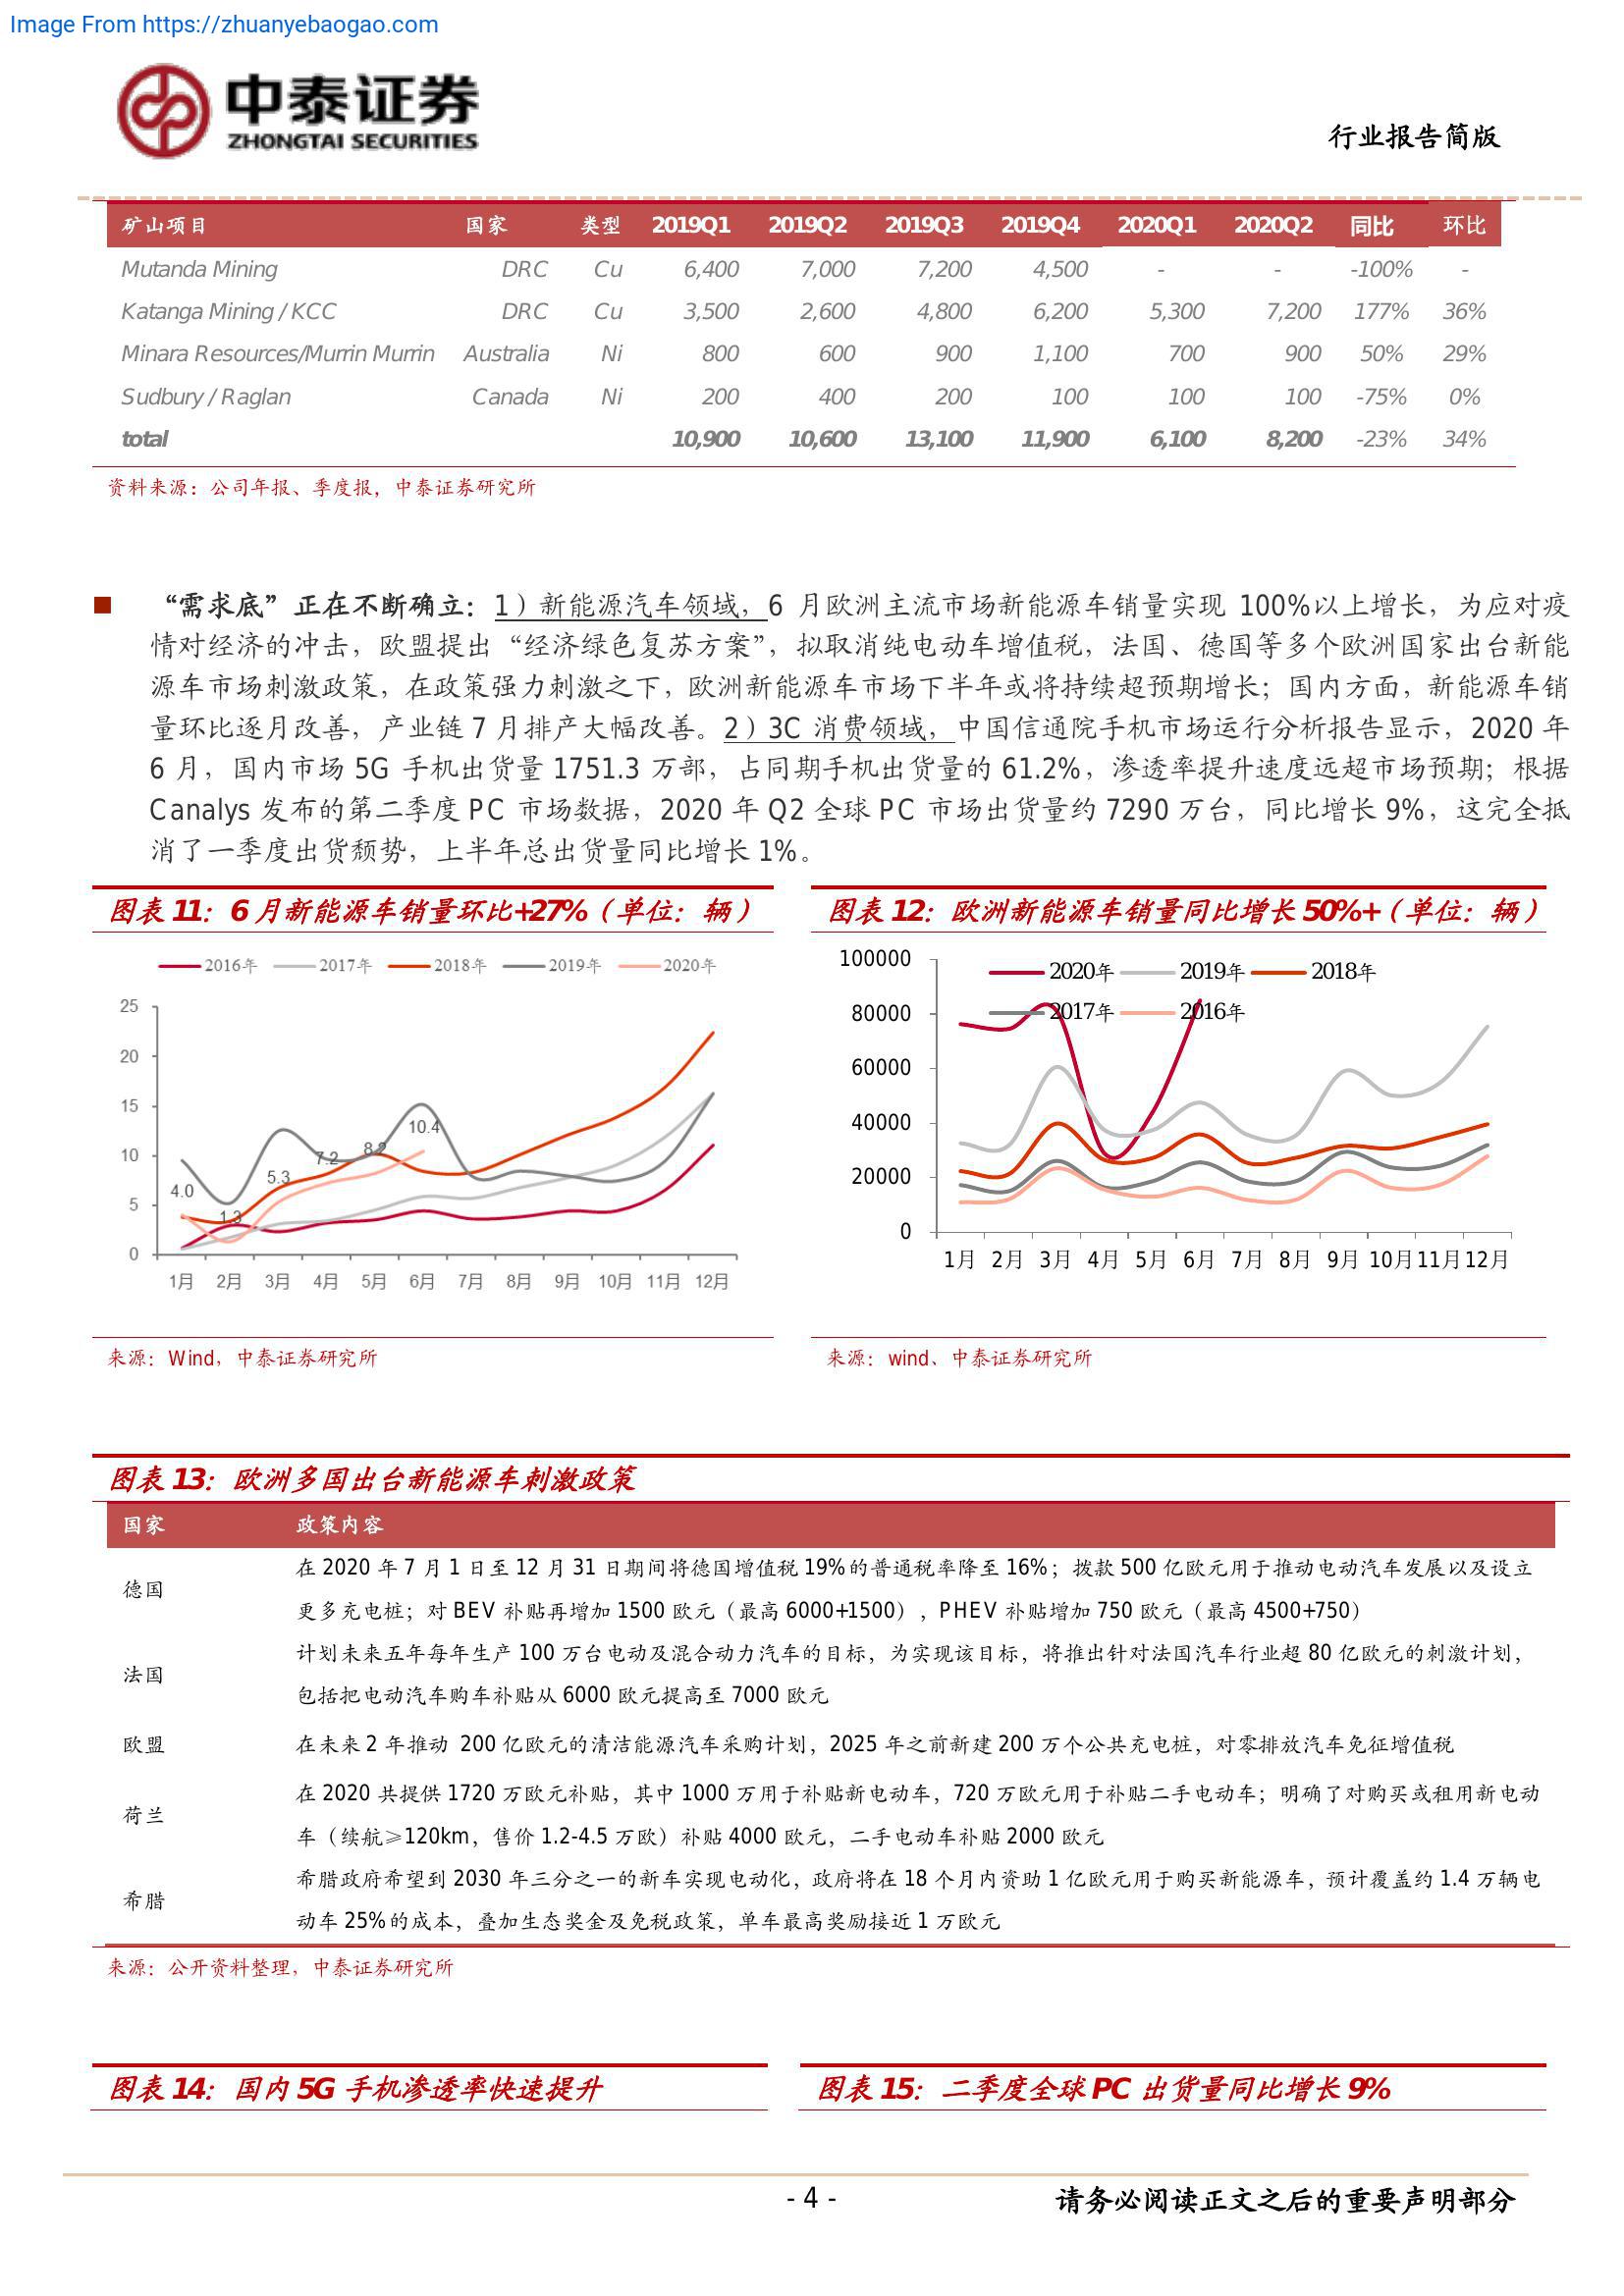 Image From https://zhuanyebaogao.com
中泰证券
ZHONGTAI SECURITIES
行业报告简版
矿山项目 国家 类型 2019Q1 2019Q2 2019Q3 2019Q4 2020Q1 2020Q2 同比 环比
Mutanda Mining DRC Cu 6,400 7,000 7,200 4,500 - - -100% -
Katanga Mining / KCC DRC Cu 3,500 2,600 4,800 6,200 5,300 7,200 177% 36%
Minara Resources/Murrin Murrin Australia Ni 800 600 900 1,100 700 900 50% 29%
Sudbury / Raglan Canada Ni 200 400 200 100 100 100 -75% 0%
total 10,900 10,600 13,100 11,900 6,100 8,200 -23% 34%
资料来源：公司年报、季度报，中泰证券研究所
■ “需求底”正在不断确立：1）新能源汽车领域，6 月欧洲主流市场新能源车销量实现 100%以上增长，为应对疫
情对经济的冲击，欧盟提出“经济绿色复苏方案”，拟取消纯电动车增值税，法国、德国等多个欧洲国家出台新能
源车市场刺激政策，在政策强力刺激之下，欧洲新能源车市场下半年或将持续超预期增长；国内方面，新能源车销
量环比逐月改善，产业链 7 月排产大幅改善。2）3C 消费领域，中国信通院手机市场运行分析报告显示，2020 年
6 月，国内市场 5G 手机出货量 1751.3 万部，占同期手机出货量的 61.2%，渗透率提升速度远超市场预期；根据
Canalys 发布的第二季度 PC 市场数据，2020 年 Q2 全球 PC 市场出货量约 7290 万台，同比增长 9%，这完全抵
消了一季度出货颓势，上半年总出货量同比增长 1%。
图表 11：6 月新能源车销量环比+27%（单位：辆）
2016年 2017年 2018年 2019年 2020年
25
20
15
10
5
0
4.0 1.3 5.3 7.2 8.2 10.4
1月 2月 3月 4月 5月 6月 7月 8月 9月 10月 11月 12月
来源：Wind，中泰证券研究所
图表 12：欧洲新能源车销量同比增长 50%+（单位：辆）
2020年 2019年 2018年
2017年 2016年
100000
80000
60000
40000
20000
0
1月 2月 3月 4月 5月 6月 7月 8月 9月 10月 11月 12月
来源：wind、中泰证券研究所
图表 13：欧洲多国出台新能源车刺激政策
国家 政策内容
德国
在 2020 年 7 月 1 日至 12 月 31 日期间将德国增值税 19%的普通税率降至 16%；拨款 500 亿欧元用于推动电动汽车发展以及设立
更多充电桩；对 BEV 补贴再增加 1500 欧元（最高 6000+1500），PHEV 补贴增加 750 欧元（最高 4500+750）
法国
计划未来五年每年生产 100 万台电动及混合动力汽车的目标，为实现该目标，将推出针对法国汽车行业超 80 亿欧元的刺激计划，
包括把电动汽车购车补贴从 6000 欧元提高至 7000 欧元
欧盟 在未来 2 年推动 200 亿欧元的清洁能源汽车采购计划，2025 年之前新建 200 万个公共充电桩，对零排放汽车免征增值税
荷兰
在 2020 共提供 1720 万欧元补贴，其中 1000 万用于补贴新电动车，720 万欧元用于补贴二手电动车；明确了对购买或租用新电动
车（续航≥120km，售价 1.2-4.5 万欧）补贴 4000 欧元，二手电动车补贴 2000 欧元
希腊
希腊政府希望到 2030 年三分之一的新车实现电动化，政府将在 18 个月内资助 1 亿欧元用于购买新能源车，预计覆盖约 1.4 万辆电
动车 25%的成本，叠加生态奖金及免税政策，单车最高奖励接近 1 万欧元
来源：公开资料整理，中泰证券研究所
图表 14：国内 5G 手机渗透率快速提升
图表 15：二季度全球 PC 出货量同比增长 9%
- 4 -
请务必阅读正文之后的重要声明部分